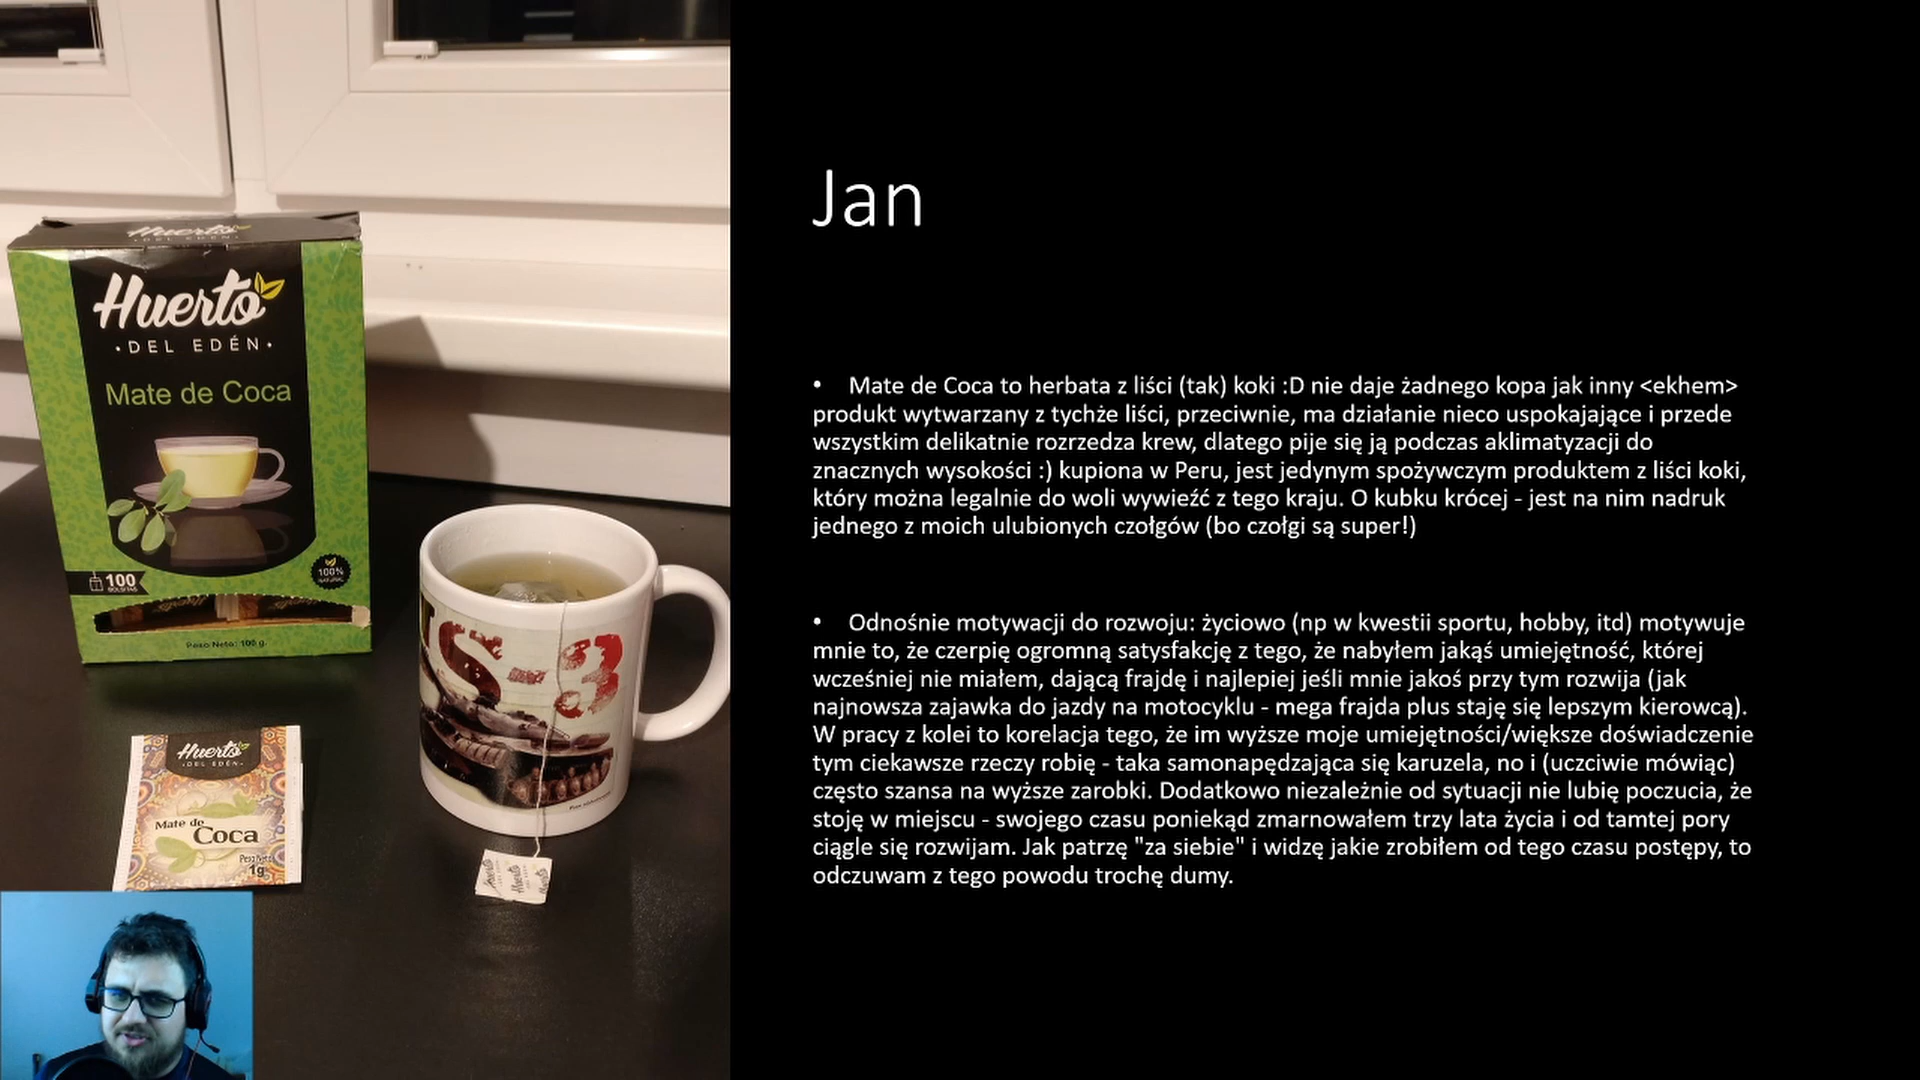 Huerto
DEL EDÉN
Huerto
·DEL EDÉN·
Mate de Coca
100
BOLSITAS
100%
NATURAL
Peso Neto: 100 g.
Huerto
·DEL EDÉN·
Mate de
Coca
Peso Neto:
1g
IS-3
Huerto
Huerto
Jan
• Mate de Coca to herbata z liści (tak) koki :D nie daje żadnego kopa jak inny <ekhem>
produkt wytwarzany z tychże liści, przeciwnie, ma działanie nieco uspokajające i przede
wszystkim delikatnie rozrzedza krew, dlatego pije się ją podczas aklimatyzacji do
znacznych wysokości :) kupiona w Peru, jest jedynym spożywczym produktem z liści koki,
który można legalnie do woli wywieźć z tego kraju. O kubku krócej - jest na nim nadruk
jednego z moich ulubionych czołgów (bo czołgi są super!)
• Odnośnie motywacji do rozwoju: życiowo (np w kwestii sportu, hobby, itd) motywuje
mnie to, że czerpię ogromną satysfakcję z tego, że nabyłem jakąś umiejętność, której
wcześniej nie miałem, dającą frajdę i najlepiej jeśli mnie jakoś przy tym rozwija (jak
najnowsza zajawka do jazdy na motocyklu - mega frajda plus staję się lepszym kierowcą).
W pracy z kolei to korelacja tego, że im wyższe moje umiejętności/większe doświadczenie
tym ciekawsze rzeczy robię - taka samonapędzająca się karuzela, no i (uczciwie mówiąc)
często szansa na wyższe zarobki. Dodatkowo niezależnie od sytuacji nie lubię poczucia, że
stoję w miejscu - swojego czasu poniekąd zmarnowałem trzy lata życia i od tamtej pory
ciągle się rozwijam. Jak patrzę "za siebie" i widzę jakie zrobiłem od tego czasu postępy, to
odczuwam z tego powodu trochę dumy.